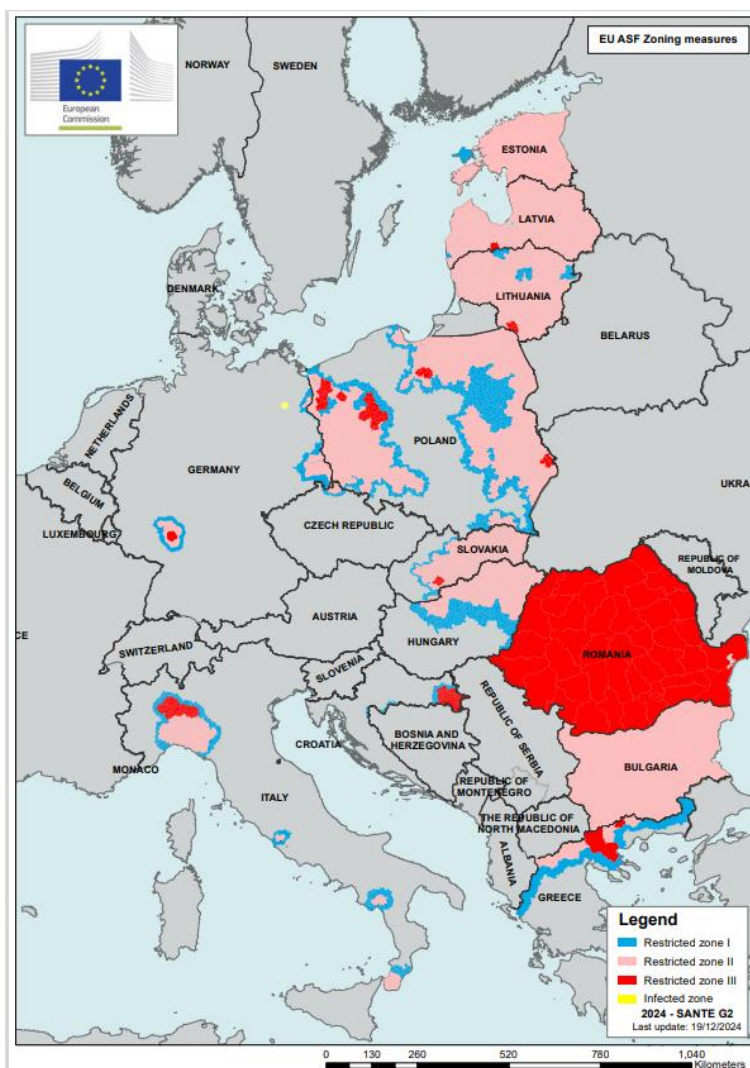 EU ASF Zoning measures
European
Commission
NORWAY
SWEDEN
ESTONIA
LATVIA
LITHUANIA
DENMARK
BELARUS
NETHERLANDS
POLAND
GERMANY
BELGIUM
UKRA
LUXEMBOURG
CZECH REPUBLIC
SLOVAKIA
REPUBLIC OF
MOLDOVA
AUSTRIA
CE
HUNGARY
SWITZERLAND
ROMANIA
SLOVENIA
REPUBLIC OF
SERBIA
BOSNIA AND
HERZEGOVINA
CROATIA
BULGARIA
MONACO
REPUBLIC OF
MONTENEGRO
ITALY
THE REPUBLIC OF
NORTH MACEDONIA
ALBANIA
GREECE
Legend
Restricted zone I
Restricted zone II
Restricted zone III
Infected zone
2024 - SANTE G2
Last update: 19/12/2024
0 130 260 520 780 1,040
Kilometers